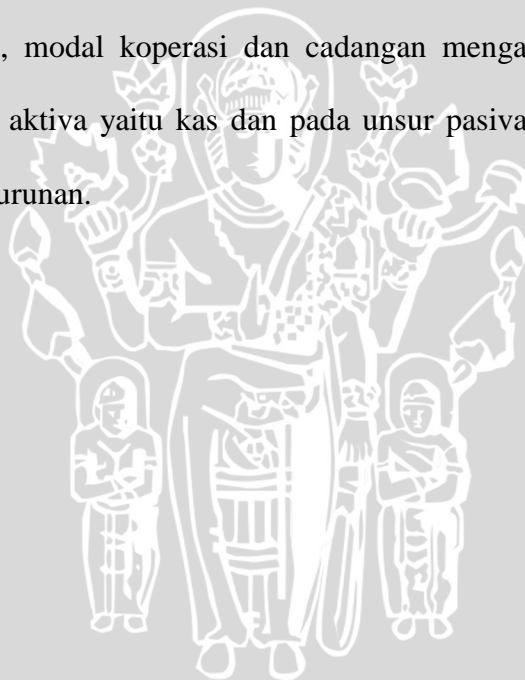 , modal koperasi dan cadangan menga
aktiva yaitu kas dan pada unsur pasiva
urunan.